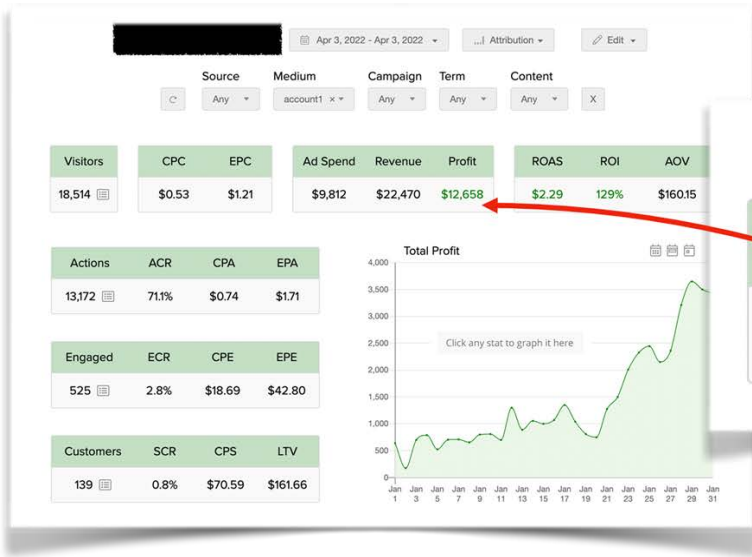 Apr 3, 2022 - Apr 3, 2022
Attribution
Edit
Source Medium Campaign Term Content
Any account1 × Any Any Any X
Visitors CPC EPC Ad Spend Revenue Profit ROAS ROI AOV
18,514 $0.53 $1.21 $9,812 $22,470 $12,658 $2.29 129% $160.15
Total Profit
Actions ACR CPA EPA
13,172 71.1% $0.74 $1.71
Engaged ECR CPE EPE
525 2.8% $18.69 $42.80
Customers SCR CPS LTV
139 0.8% $70.59 $161.66
4,000
3,500
3,000
2,500
2,000
1,500
1,000
500
0
Click any stat to graph it here
Jan Jan Jan Jan Jan Jan Jan Jan Jan Jan Jan Jan Jan Jan Jan Jan
1 3 5 7 9 11 13 15 17 19 21 23 25 27 29 31